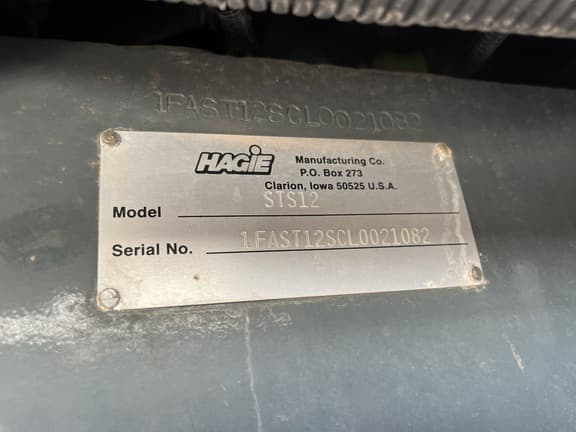 1FAST12SCL0021082
HAGIE Manufacturing Co.
P.O. Box 273
Clarion, Iowa 50525 U.S.A.
Model STS12
Serial No. 1FAST12SCL0021082